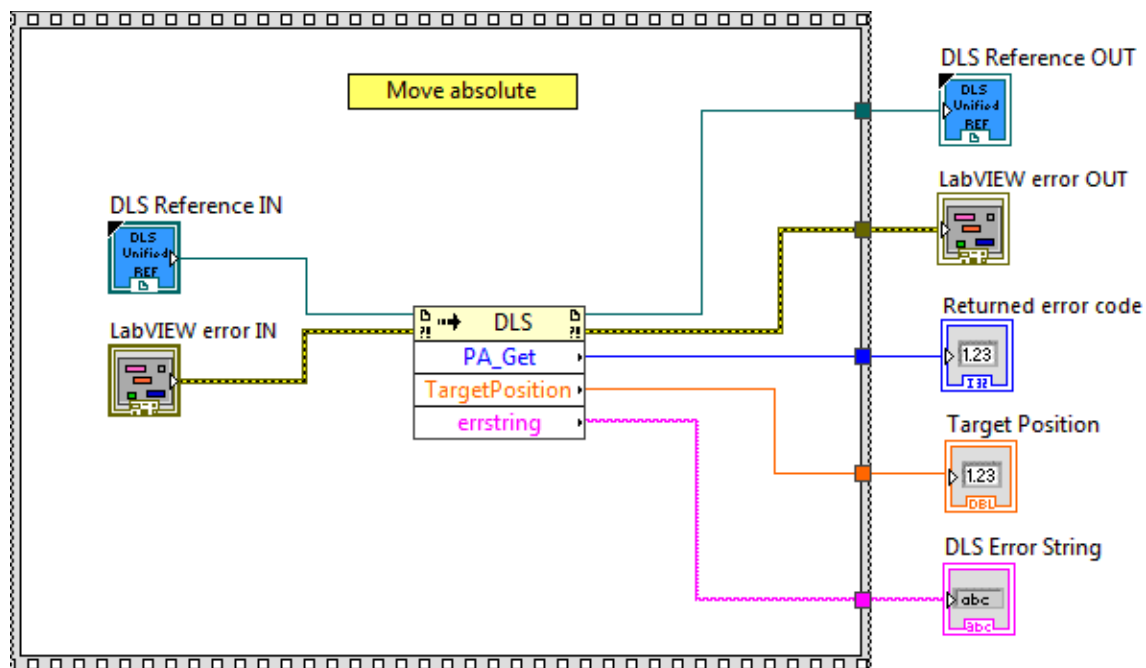 Move absolute
DLS Reference OUT
DLS
Unified
REF
LabVIEW error OUT
DLS Reference IN
DLS
Unified
REF
LabVIEW error IN
?! DLS ?!
PA_Get
TargetPosition
errstring
Returned error code
1.23
I32
Target Position
1.23
DBL
DLS Error String
abc
abc